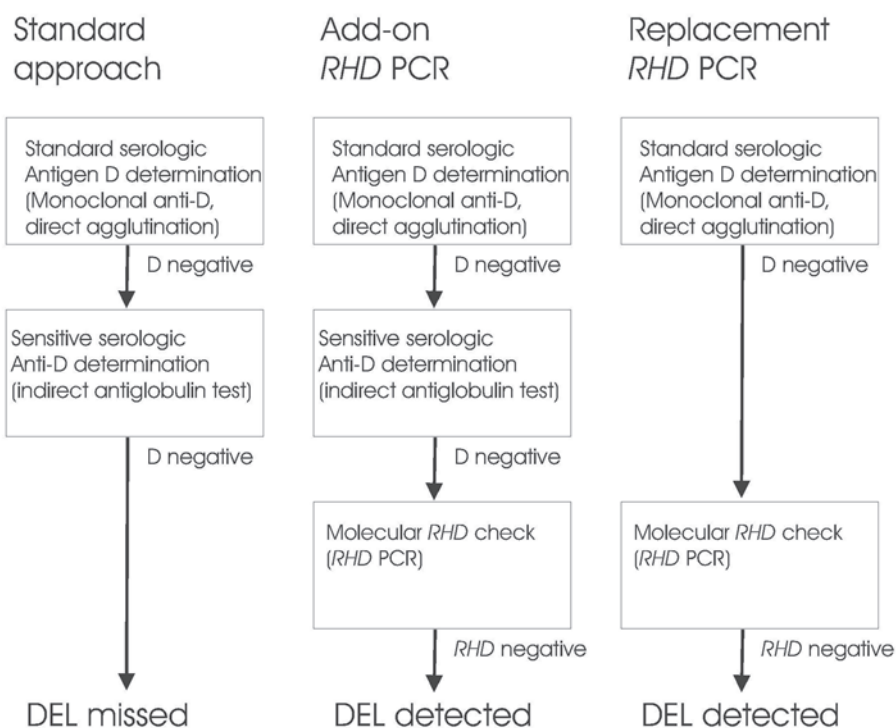 Standard
approach
Standard serologic
Antigen D determination
(Monoclonal anti-D,
direct agglutination)
D negative
Sensitive serologic
Anti-D determination
(indirect antiglobulin test)
D negative
DEL missed
Add-on
RHD PCR
Standard serologic
Antigen D determination
(Monoclonal anti-D,
direct agglutination)
D negative
Sensitive serologic
Anti-D determination
(indirect antiglobulin test)
D negative
Molecular RHD check
(RHD PCR)
RHD negative
DEL detected
Replacement
RHD PCR
Standard serologic
Antigen D determination
(Monoclonal anti-D,
direct agglutination)
D negative
Molecular RHD check
(RHD PCR)
RHD negative
DEL detected